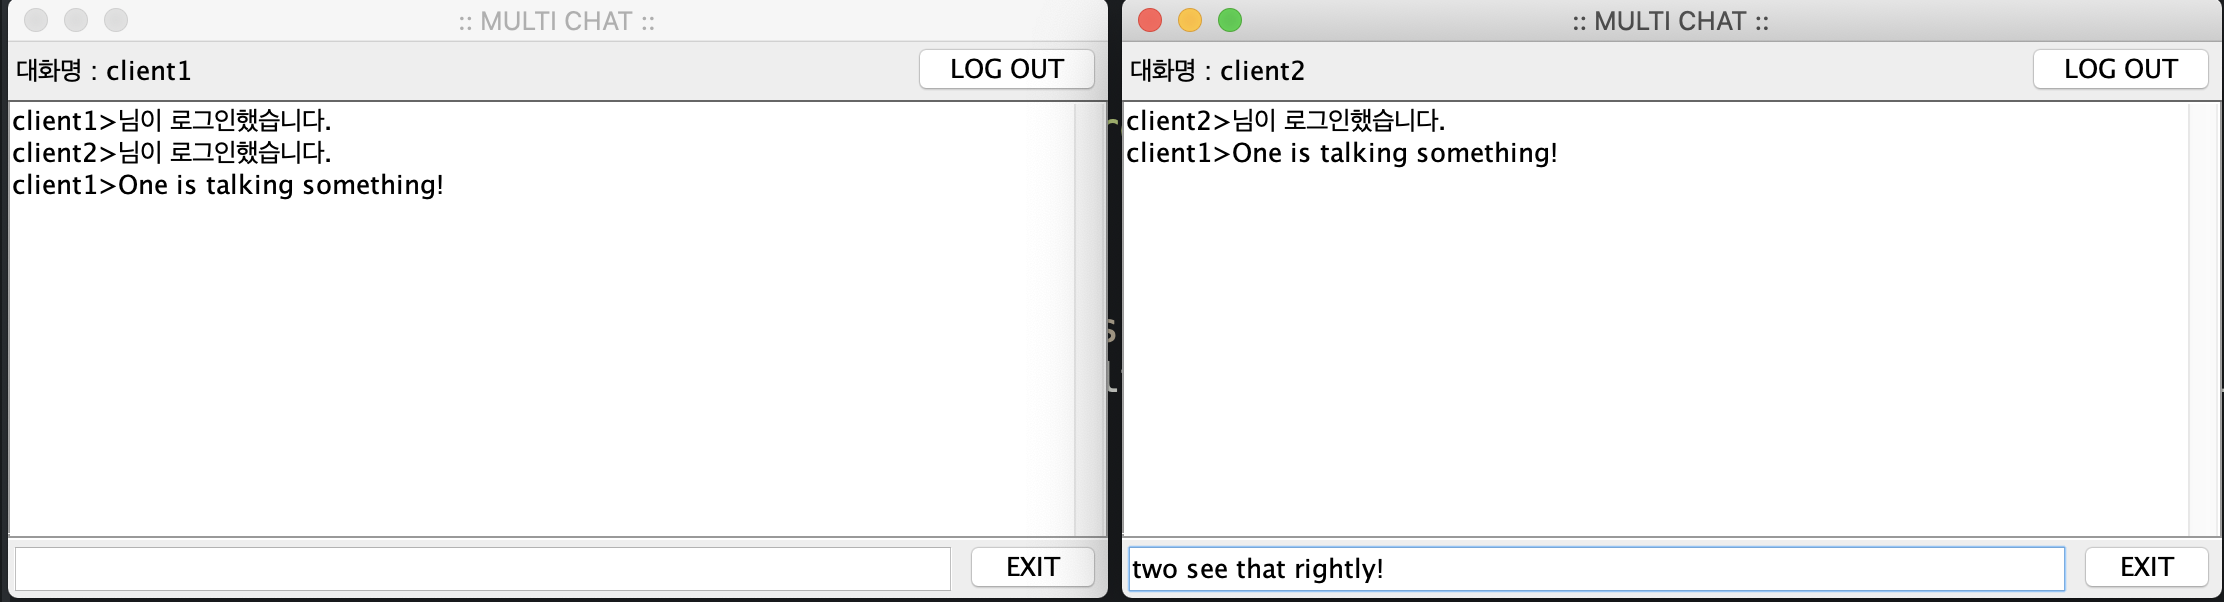 :: MULTI CHAT ::
대화명 : client1
LOG OUT
client1>님이 로그인했습니다.
client2>님이 로그인했습니다.
client1>One is talking something!
EXIT
:: MULTI CHAT ::
대화명 : client2
LOG OUT
client2>님이 로그인했습니다.
client1>One is talking something!
two see that rightly!
EXIT